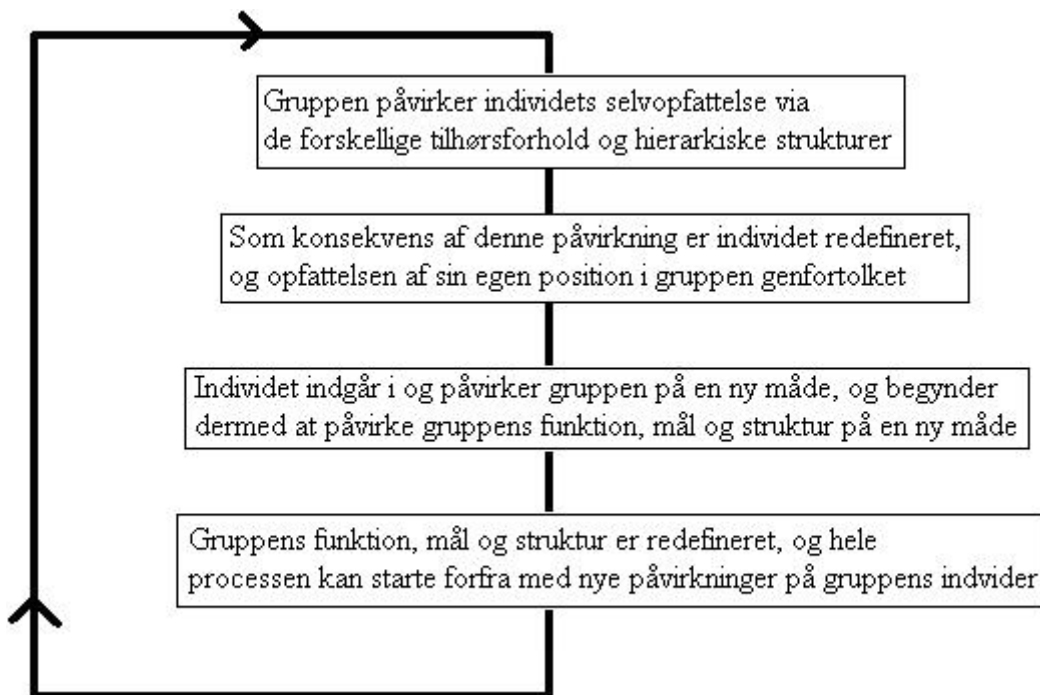 Gruppen påvirker individets selvopfattelse via
de forskellige tilhørsforhold og hierarkiske strukturer
Som konsekvens af denne påvirkning er individet redefineret,
og opfattelsen af sin egen position i gruppen genfortolket
Individet indgår i og påvirker gruppen på en ny måde, og begynder
dermed at påvirke gruppens funktion, mål og struktur på en ny måde
Gruppens funktion, mål og struktur er redefineret, og hele
processen kan starte forfra med nye påvirkninger på gruppens indvider